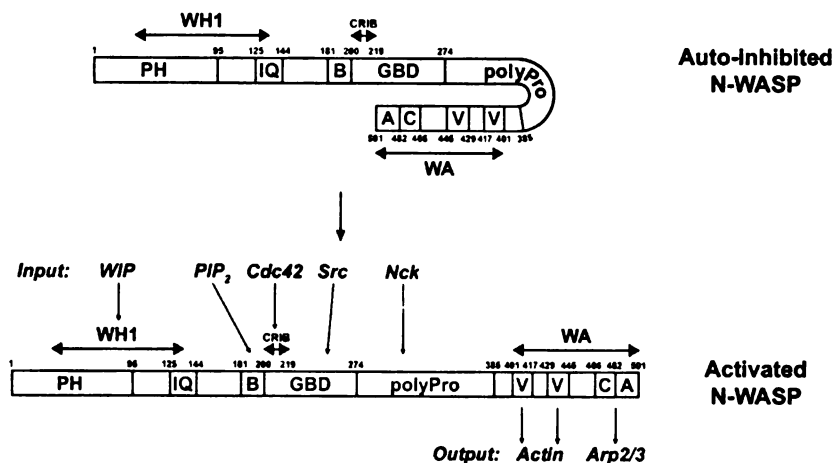 WH1
CRIB
1 95 125 144 181 200 219 274
PH IQ B GBD polyPro
A C V V
501 482 466 446 429 417 401 385
WA
Auto-inhibited
N-WASP
Input: WIP PIP2 Cdc42 Src Nck
WH1
CRIB
WA
1 96 125 144 181 200 219 274 386 401 417 429 446 466 482 501
PH IQ B GBD polyPro V V C A
Activated
N-WASP
Output: Actin Arp2/3